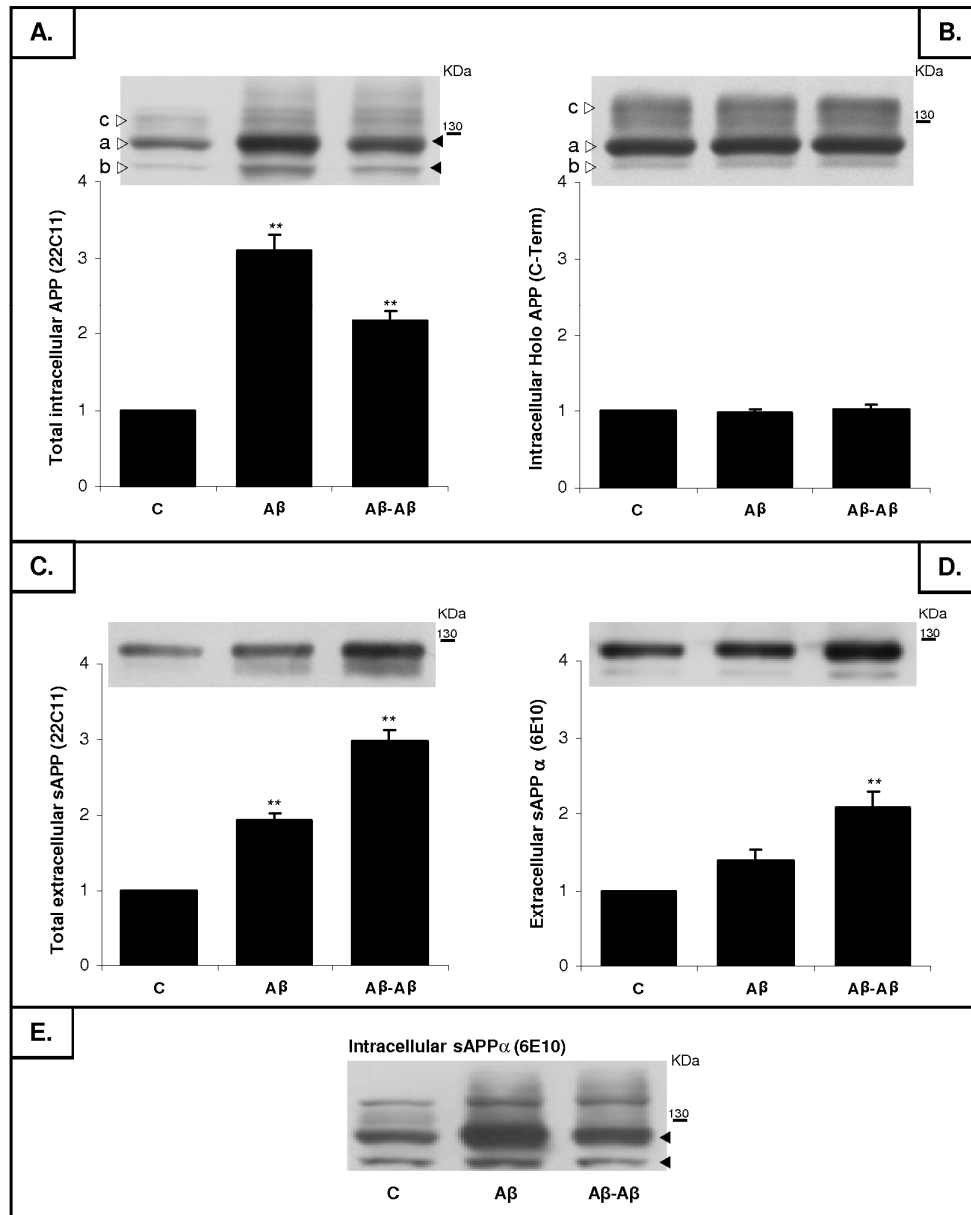 A.
KDa
130
c
a
b
Total intracellular APP (22C11)
4
3
2
1
0
**
**
C Aβ Aβ-Aβ
B.
KDa
130
c
a
b
Intracellular Holo APP (C-Term)
4
3
2
1
0
C Aβ Aβ-Aβ
C.
KDa
130
Total extracellular sAPP (22C11)
4
3
2
1
0
**
**
C Aβ Aβ-Aβ
D.
KDa
130
Extracellular sAPPα (6E10)
4
3
2
1
0
**
C Aβ Aβ-Aβ
E.
Intracellular sAPPα (6E10)
KDa
130
C Aβ Aβ-Aβ